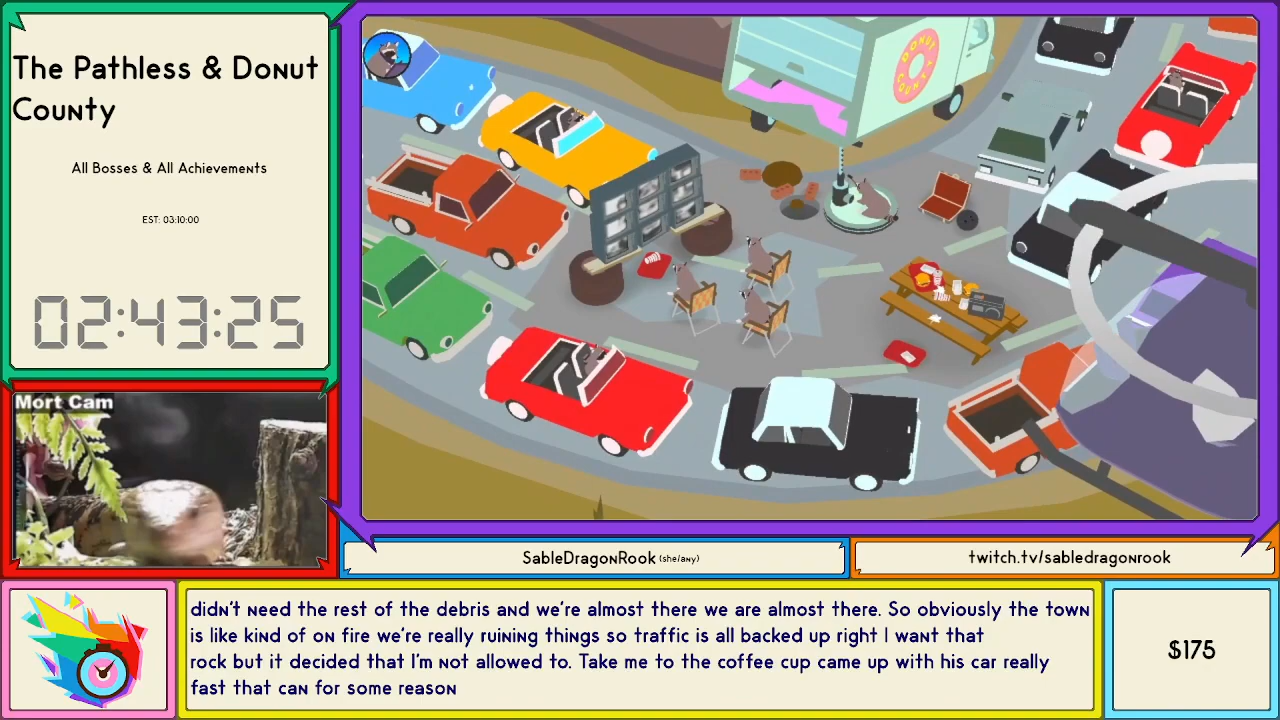 The Pathless & Donut
County
All Bosses & All Achievements
EST: 03:10:00
02:43:25
Mort Cam
DONUT
COUNTY
SableDragonRook (she/any)
twitch.tv/sabledragonrook
didn't need the rest of the debris and we're almost there we are almost there. So obviously the town
is like kind of on fire we're really ruining things so traffic is all backed up right I want that
rock but it decided that I'm not allowed to. Take me to the coffee cup came up with his car really
fast that can for some reason
$175